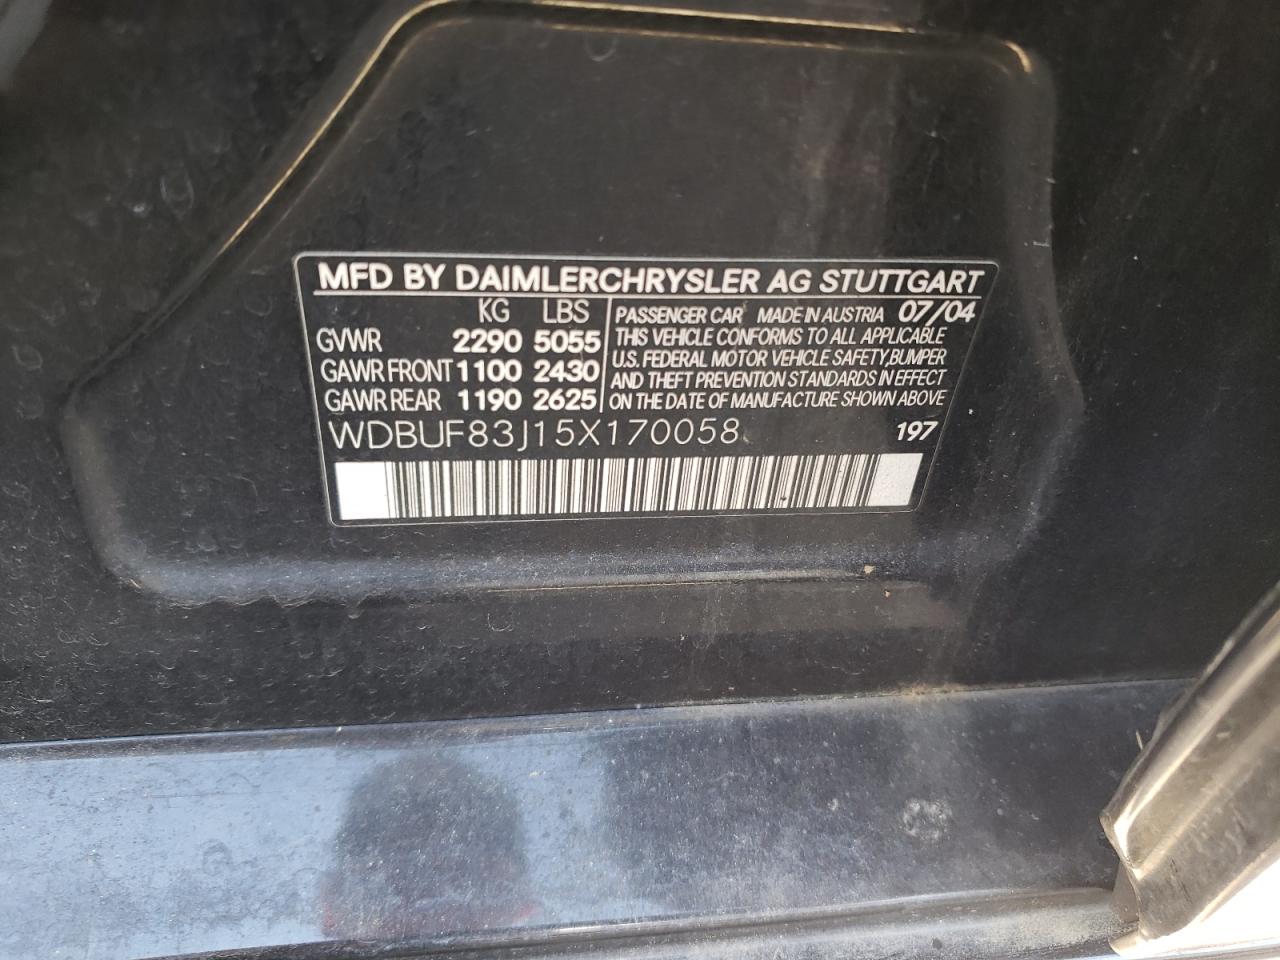 MFD BY DAIMLERCHRYSLER AG STUTTGART
KG LBS
GVWR 2290 5055
GAWR FRONT 1100 2430
GAWR REAR 1190 2625
PASSENGER CAR MADE IN AUSTRIA 07/04
THIS VEHICLE CONFORMS TO ALL APPLICABLE
U.S. FEDERAL MOTOR VEHICLE SAFETY, BUMPER
AND THEFT PREVENTION STANDARDS IN EFFECT
ON THE DATE OF MANUFACTURE SHOWN ABOVE
WDBUF83J15X170058 197